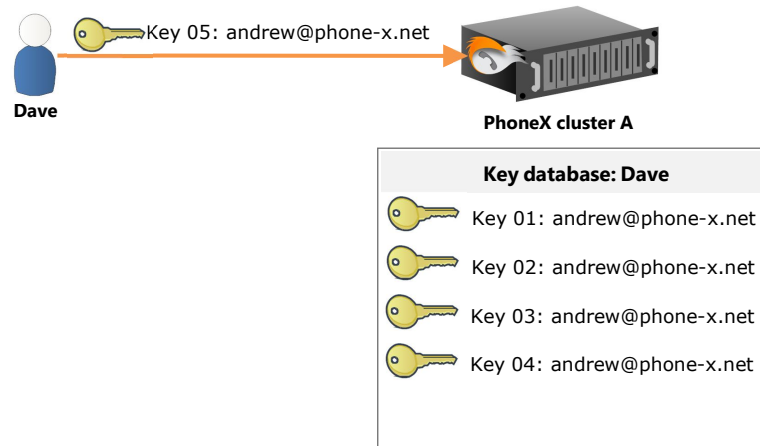 Key 05: andrew@phone-x.net
Dave
PhoneX cluster A
Key database: Dave
Key 01: andrew@phone-x.net
Key 02: andrew@phone-x.net
Key 03: andrew@phone-x.net
Key 04: andrew@phone-x.net